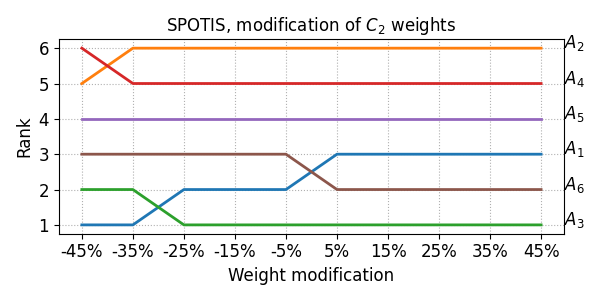 SPOTIS, modification of C₂ weights
Rank
6
5
4
3
2
1
A₂
A₄
A₅
A₁
A₆
A₃
-45% -35% -25% -15% -5% 5% 15% 25% 35% 45%
Weight modification